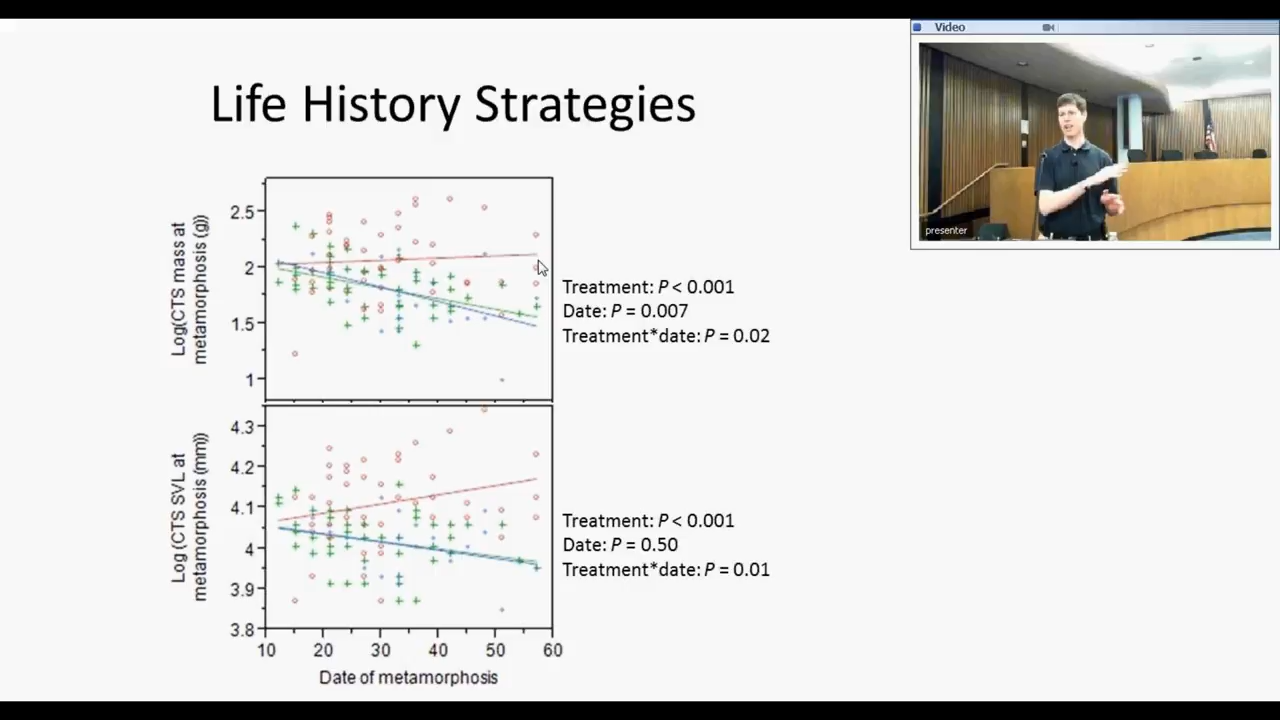 Video
presenter
Life History Strategies
Log(CTS mass at
metamorphosis (g))
2.5
2
1.5
1
Treatment: P < 0.001
Date: P = 0.007
Treatment*date: P = 0.02
Log (CTS SVL at
metamorphosis (mm))
4.3
4.2
4.1
4
3.9
3.8
Treatment: P < 0.001
Date: P = 0.50
Treatment*date: P = 0.01
10 20 30 40 50 60
Date of metamorphosis